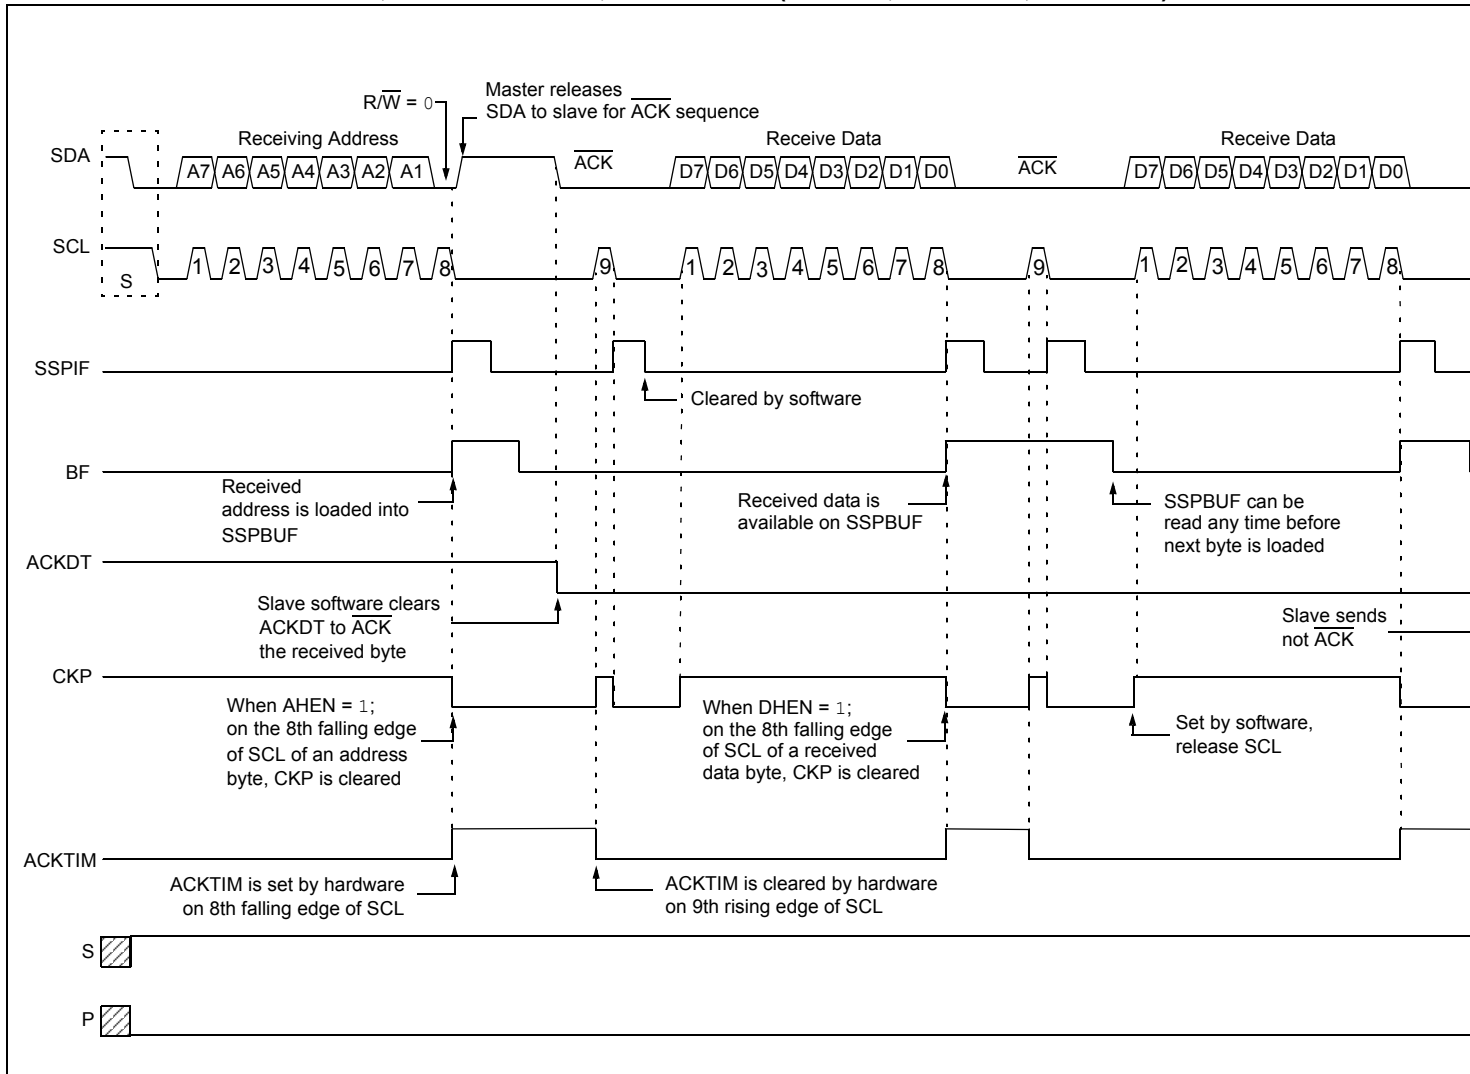 Master releases
SDA to slave for ACK sequence
R/W = 0
Receiving Address
Receive Data
Receive Data
SDA
A7 A6 A5 A4 A3 A2 A1
ACK
D7 D6 D5 D4 D3 D2 D1 D0
ACK
D7 D6 D5 D4 D3 D2 D1 D0
SCL
S
1 2 3 4 5 6 7 8 9 1 2 3 4 5 6 7 8 9 1 2 3 4 5 6 7 8
SSPIF
Cleared by software
BF
Received
address is loaded into
SSPBUF
Received data is
available on SSPBUF
SSPBUF can be
read any time before
next byte is loaded
ACKDT
Slave software clears
ACKDT to ACK
the received byte
Slave sends
not ACK
CKP
When AHEN = 1;
on the 8th falling edge
of SCL of an address
byte, CKP is cleared
When DHEN = 1;
on the 8th falling edge
of SCL of a received
data byte, CKP is cleared
Set by software,
release SCL
ACKTIM
ACKTIM is set by hardware
on 8th falling edge of SCL
ACKTIM is cleared by hardware
on 9th rising edge of SCL
S
P